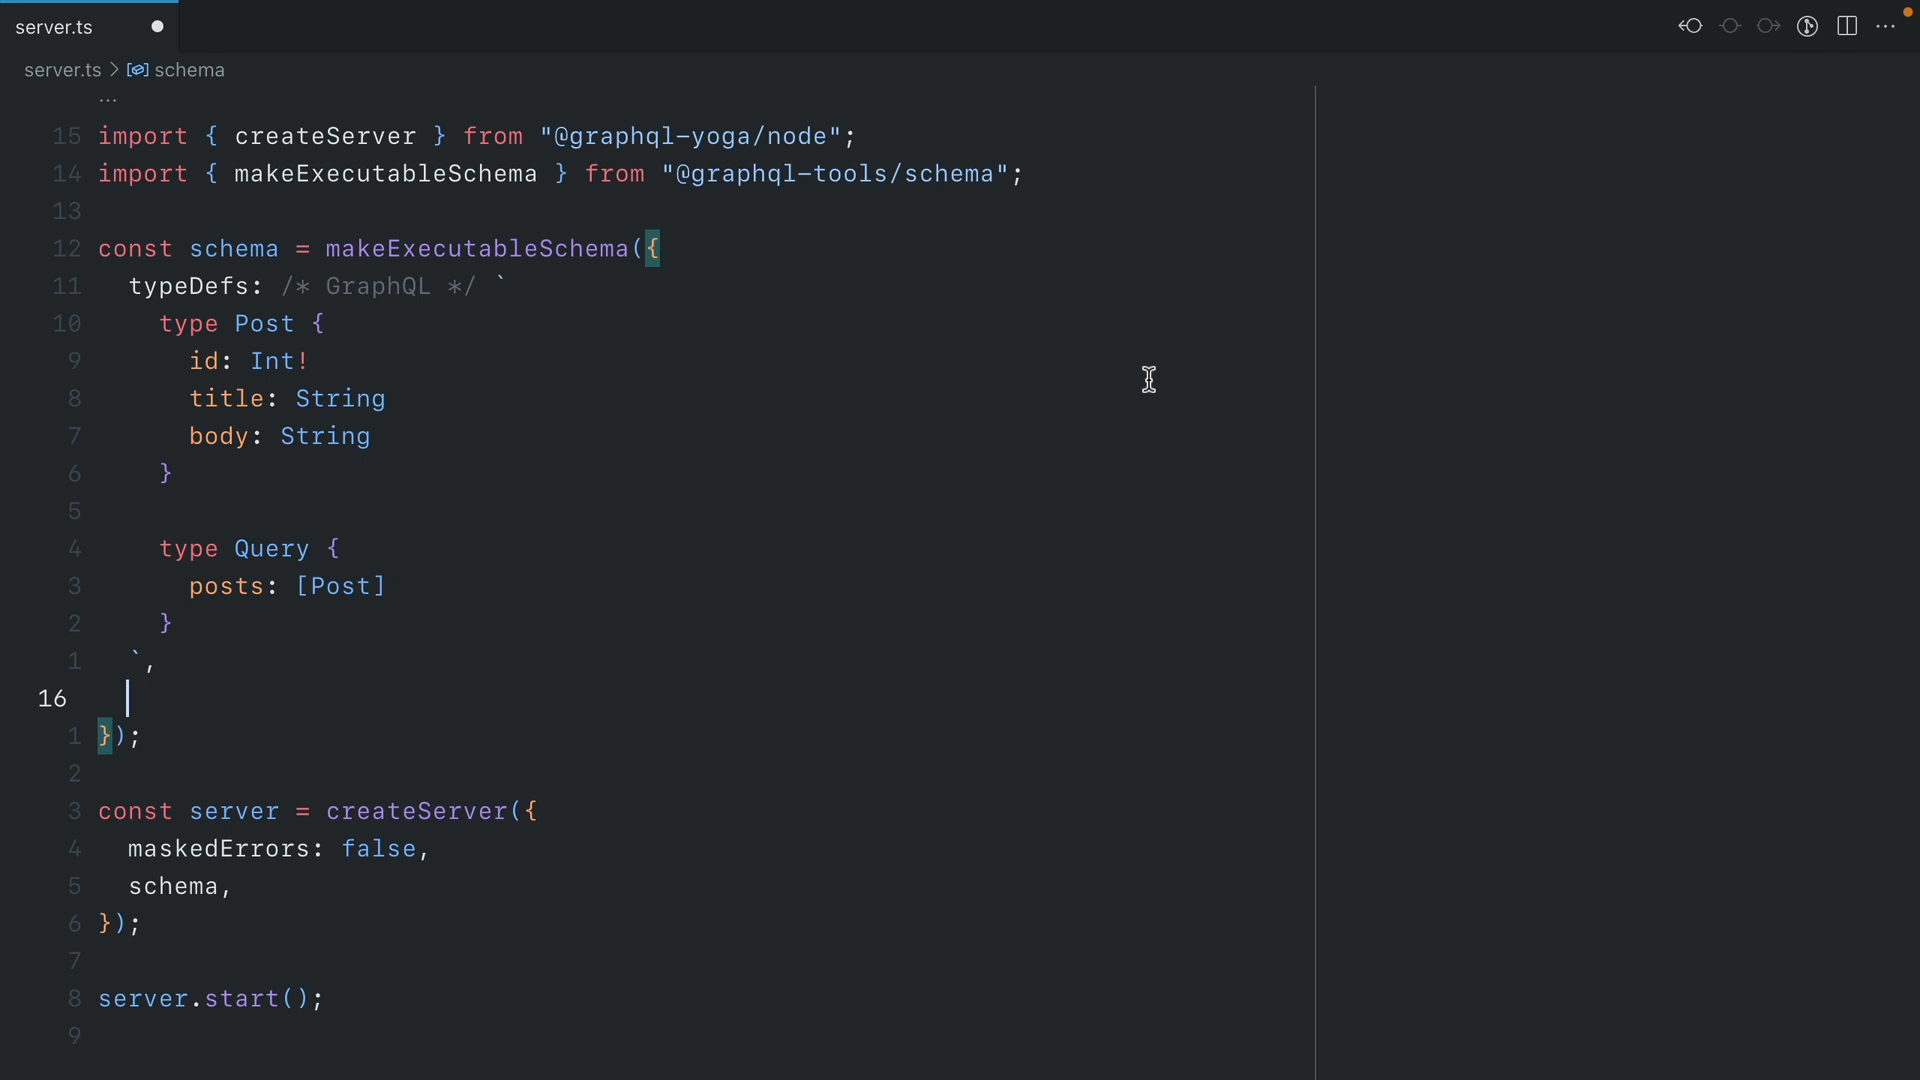 server.ts
server.ts > schema
...
15 import { createServer } from "@graphql-yoga/node";
14 import { makeExecutableSchema } from "@graphql-tools/schema";
13
12 const schema = makeExecutableSchema({
11 typeDefs: /* GraphQL */ `
10 type Post {
9 id: Int!
8 title: String
7 body: String
6 }
5
4 type Query {
3 posts: [Post]
2 }
1 `,
16
1 });
2
3 const server = createServer({
4 maskedErrors: false,
5 schema,
6 });
7
8 server.start();
9